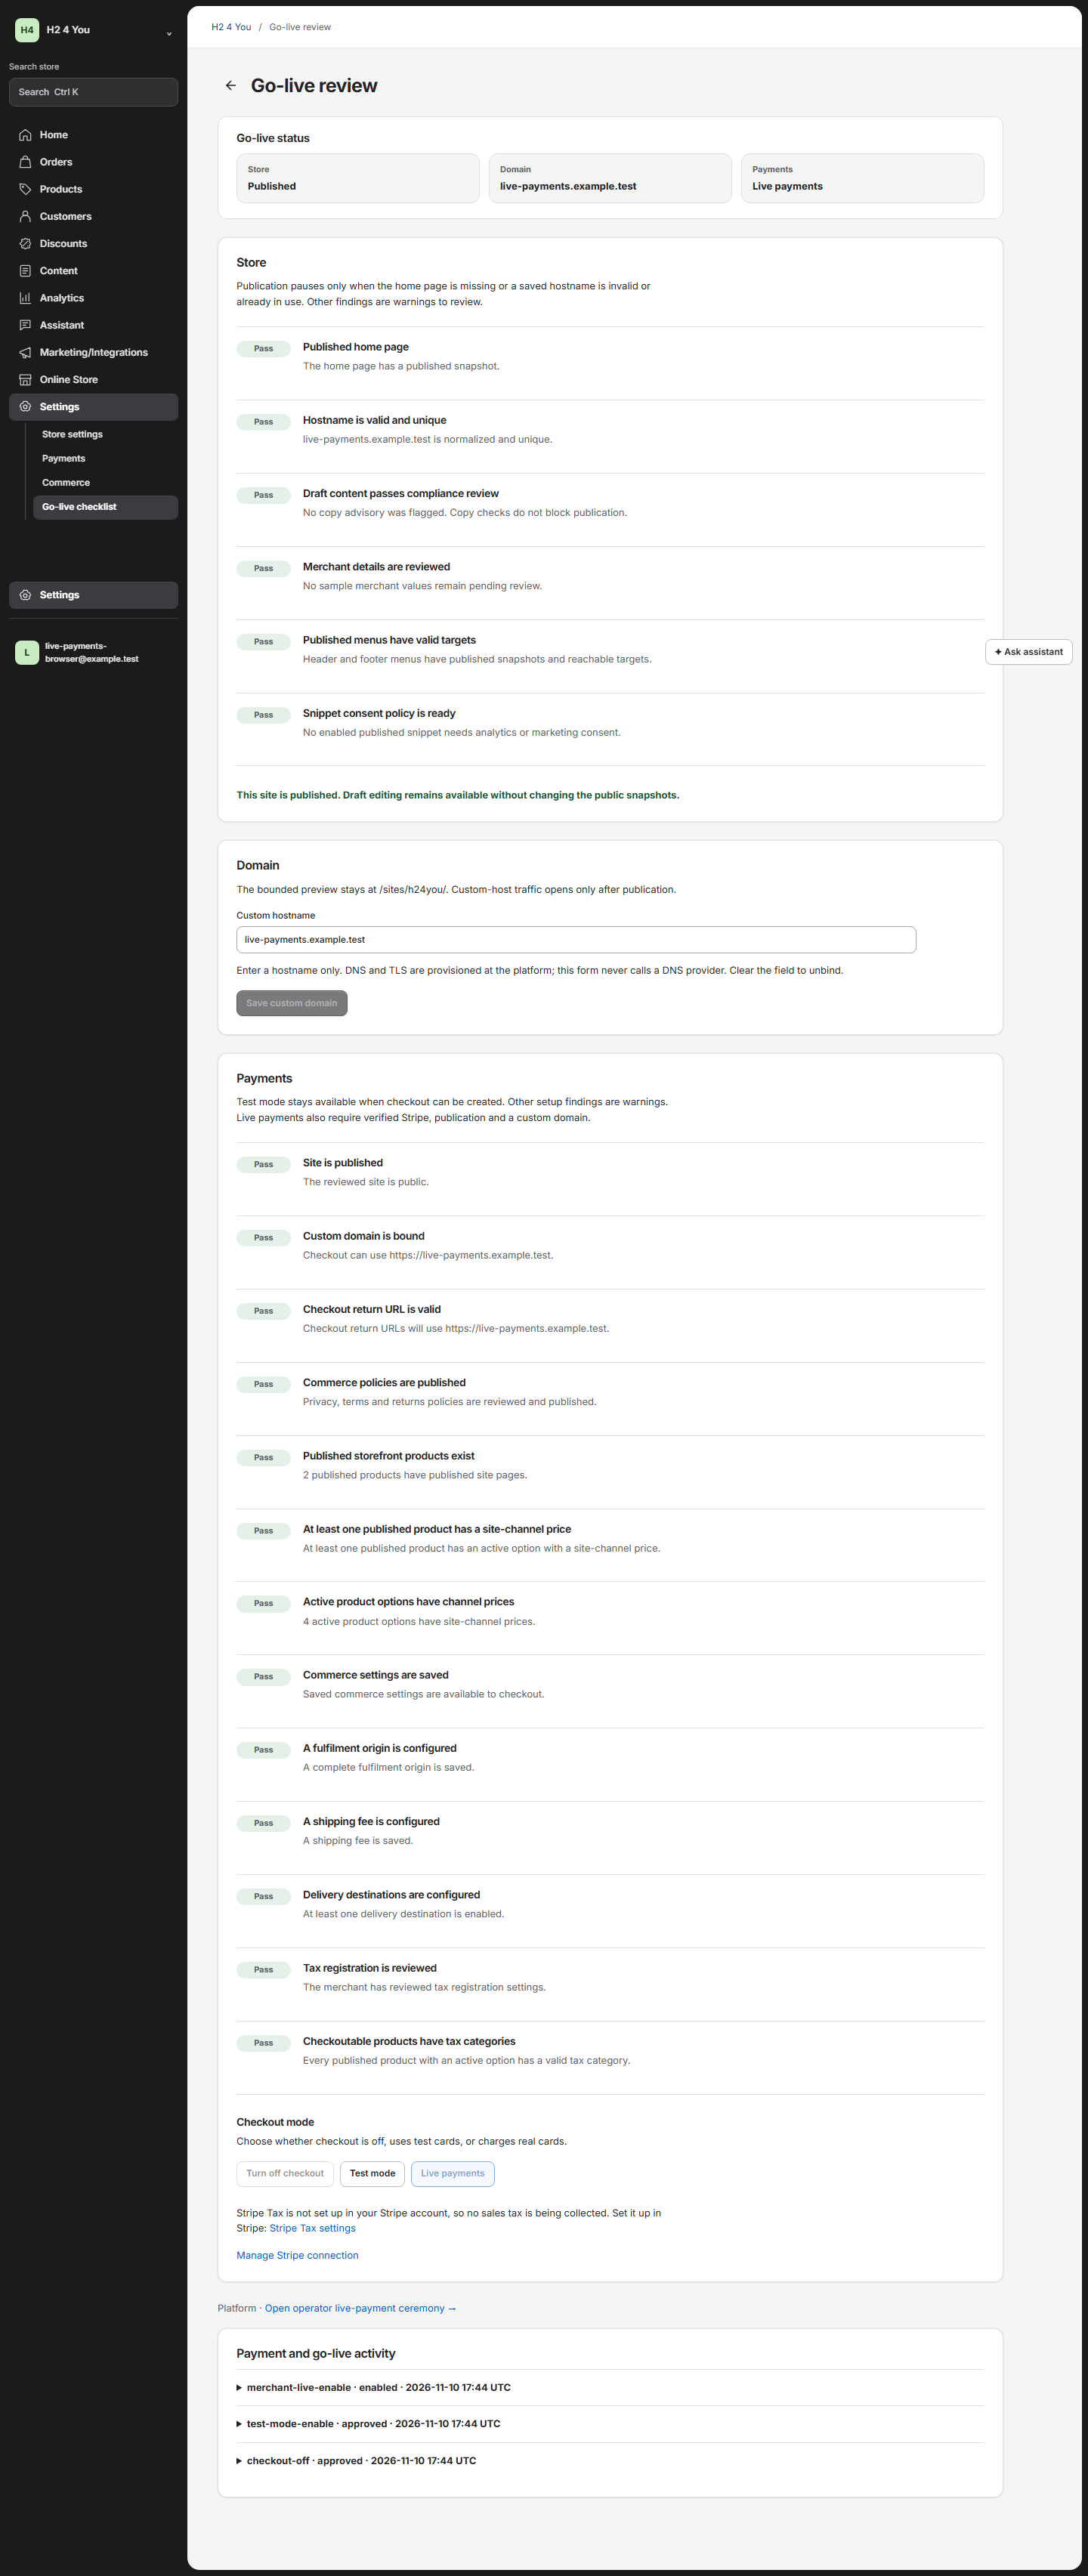 H4 H2 4 You
Search store
Search Ctrl K
Home
Orders
Products
Customers
Discounts
Content
Analytics
Assistant
Marketing/Integrations
Online Store
Settings
Store settings
Payments
Commerce
Go-live checklist
Settings
L live-payments-
browser@example.test
H2 4 You / Go-live review
← Go-live review
Go-live status
Store
Published
Domain
live-payments.example.test
Payments
Live payments
Store
Publication pauses only when the home page is missing or a saved hostname is invalid or
already in use. Other findings are warnings to review.
Pass Published home page
The home page has a published snapshot.
Pass Hostname is valid and unique
live-payments.example.test is normalized and unique.
Pass Draft content passes compliance review
No copy advisory was flagged. Copy checks do not block publication.
Pass Merchant details are reviewed
No sample merchant values remain pending review.
Pass Published menus have valid targets
Header and footer menus have published snapshots and reachable targets.
✦ Ask assistant
Pass Snippet consent policy is ready
No enabled published snippet needs analytics or marketing consent.
This site is published. Draft editing remains available without changing the public snapshots.
Domain
The bounded preview stays at /sites/h24you/. Custom-host traffic opens only after publication.
Custom hostname
live-payments.example.test
Enter a hostname only. DNS and TLS are provisioned at the platform; this form never calls a DNS provider. Clear the field to unbind.
Save custom domain
Payments
Test mode stays available when checkout can be created. Other setup findings are warnings.
Live payments also require verified Stripe, publication and a custom domain.
Pass Site is published
The reviewed site is public.
Pass Custom domain is bound
Checkout can use https://live-payments.example.test.
Pass Checkout return URL is valid
Checkout return URLs will use https://live-payments.example.test.
Pass Commerce policies are published
Privacy, terms and returns policies are reviewed and published.
Pass Published storefront products exist
2 published products have published site pages.
Pass At least one published product has a site-channel price
At least one published product has an active option with a site-channel price.
Pass Active product options have channel prices
4 active product options have site-channel prices.
Pass Commerce settings are saved
Saved commerce settings are available to checkout.
Pass A fulfilment origin is configured
A complete fulfilment origin is saved.
Pass A shipping fee is configured
A shipping fee is saved.
Pass Delivery destinations are configured
At least one delivery destination is enabled.
Pass Tax registration is reviewed
The merchant has reviewed tax registration settings.
Pass Checkoutable products have tax categories
Every published product with an active option has a valid tax category.
Checkout mode
Choose whether checkout is off, uses test cards, or charges real cards.
Turn off checkout Test mode Live payments
Stripe Tax is not set up in your Stripe account, so no sales tax is being collected. Set it up in
Stripe: Stripe Tax settings
Manage Stripe connection
Platform · Open operator live-payment ceremony →
Payment and go-live activity
▶ merchant-live-enable · enabled · 2026-11-10 17:44 UTC
▶ test-mode-enable · approved · 2026-11-10 17:44 UTC
▶ checkout-off · approved · 2026-11-10 17:44 UTC